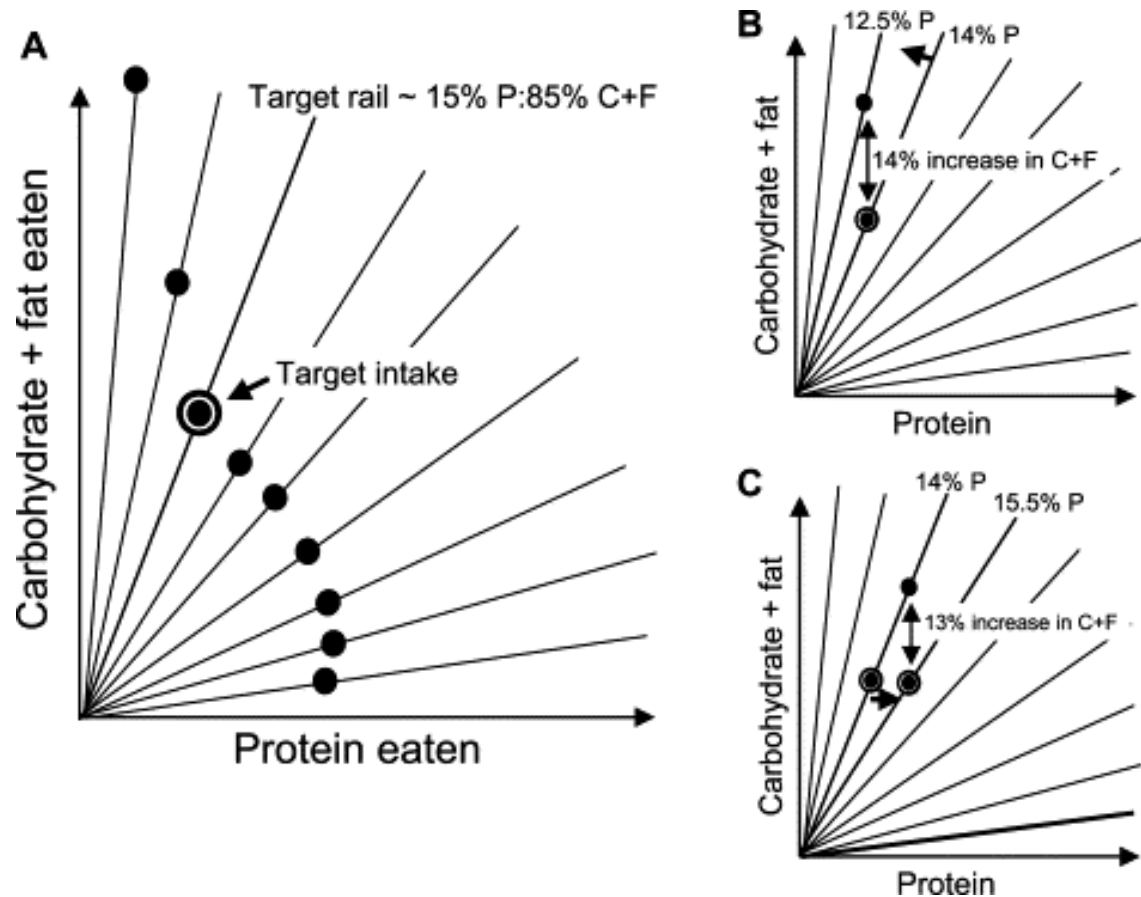 A
Target rail ~ 15% P:85% C+F
Target intake
Carbohydrate + fat eaten
Protein eaten
B
12.5% P
14% P
14% increase in C+F
Carbohydrate + fat
Protein
C
14% P
15.5% P
13% increase in C+F
Carbohydrate + fat
Protein